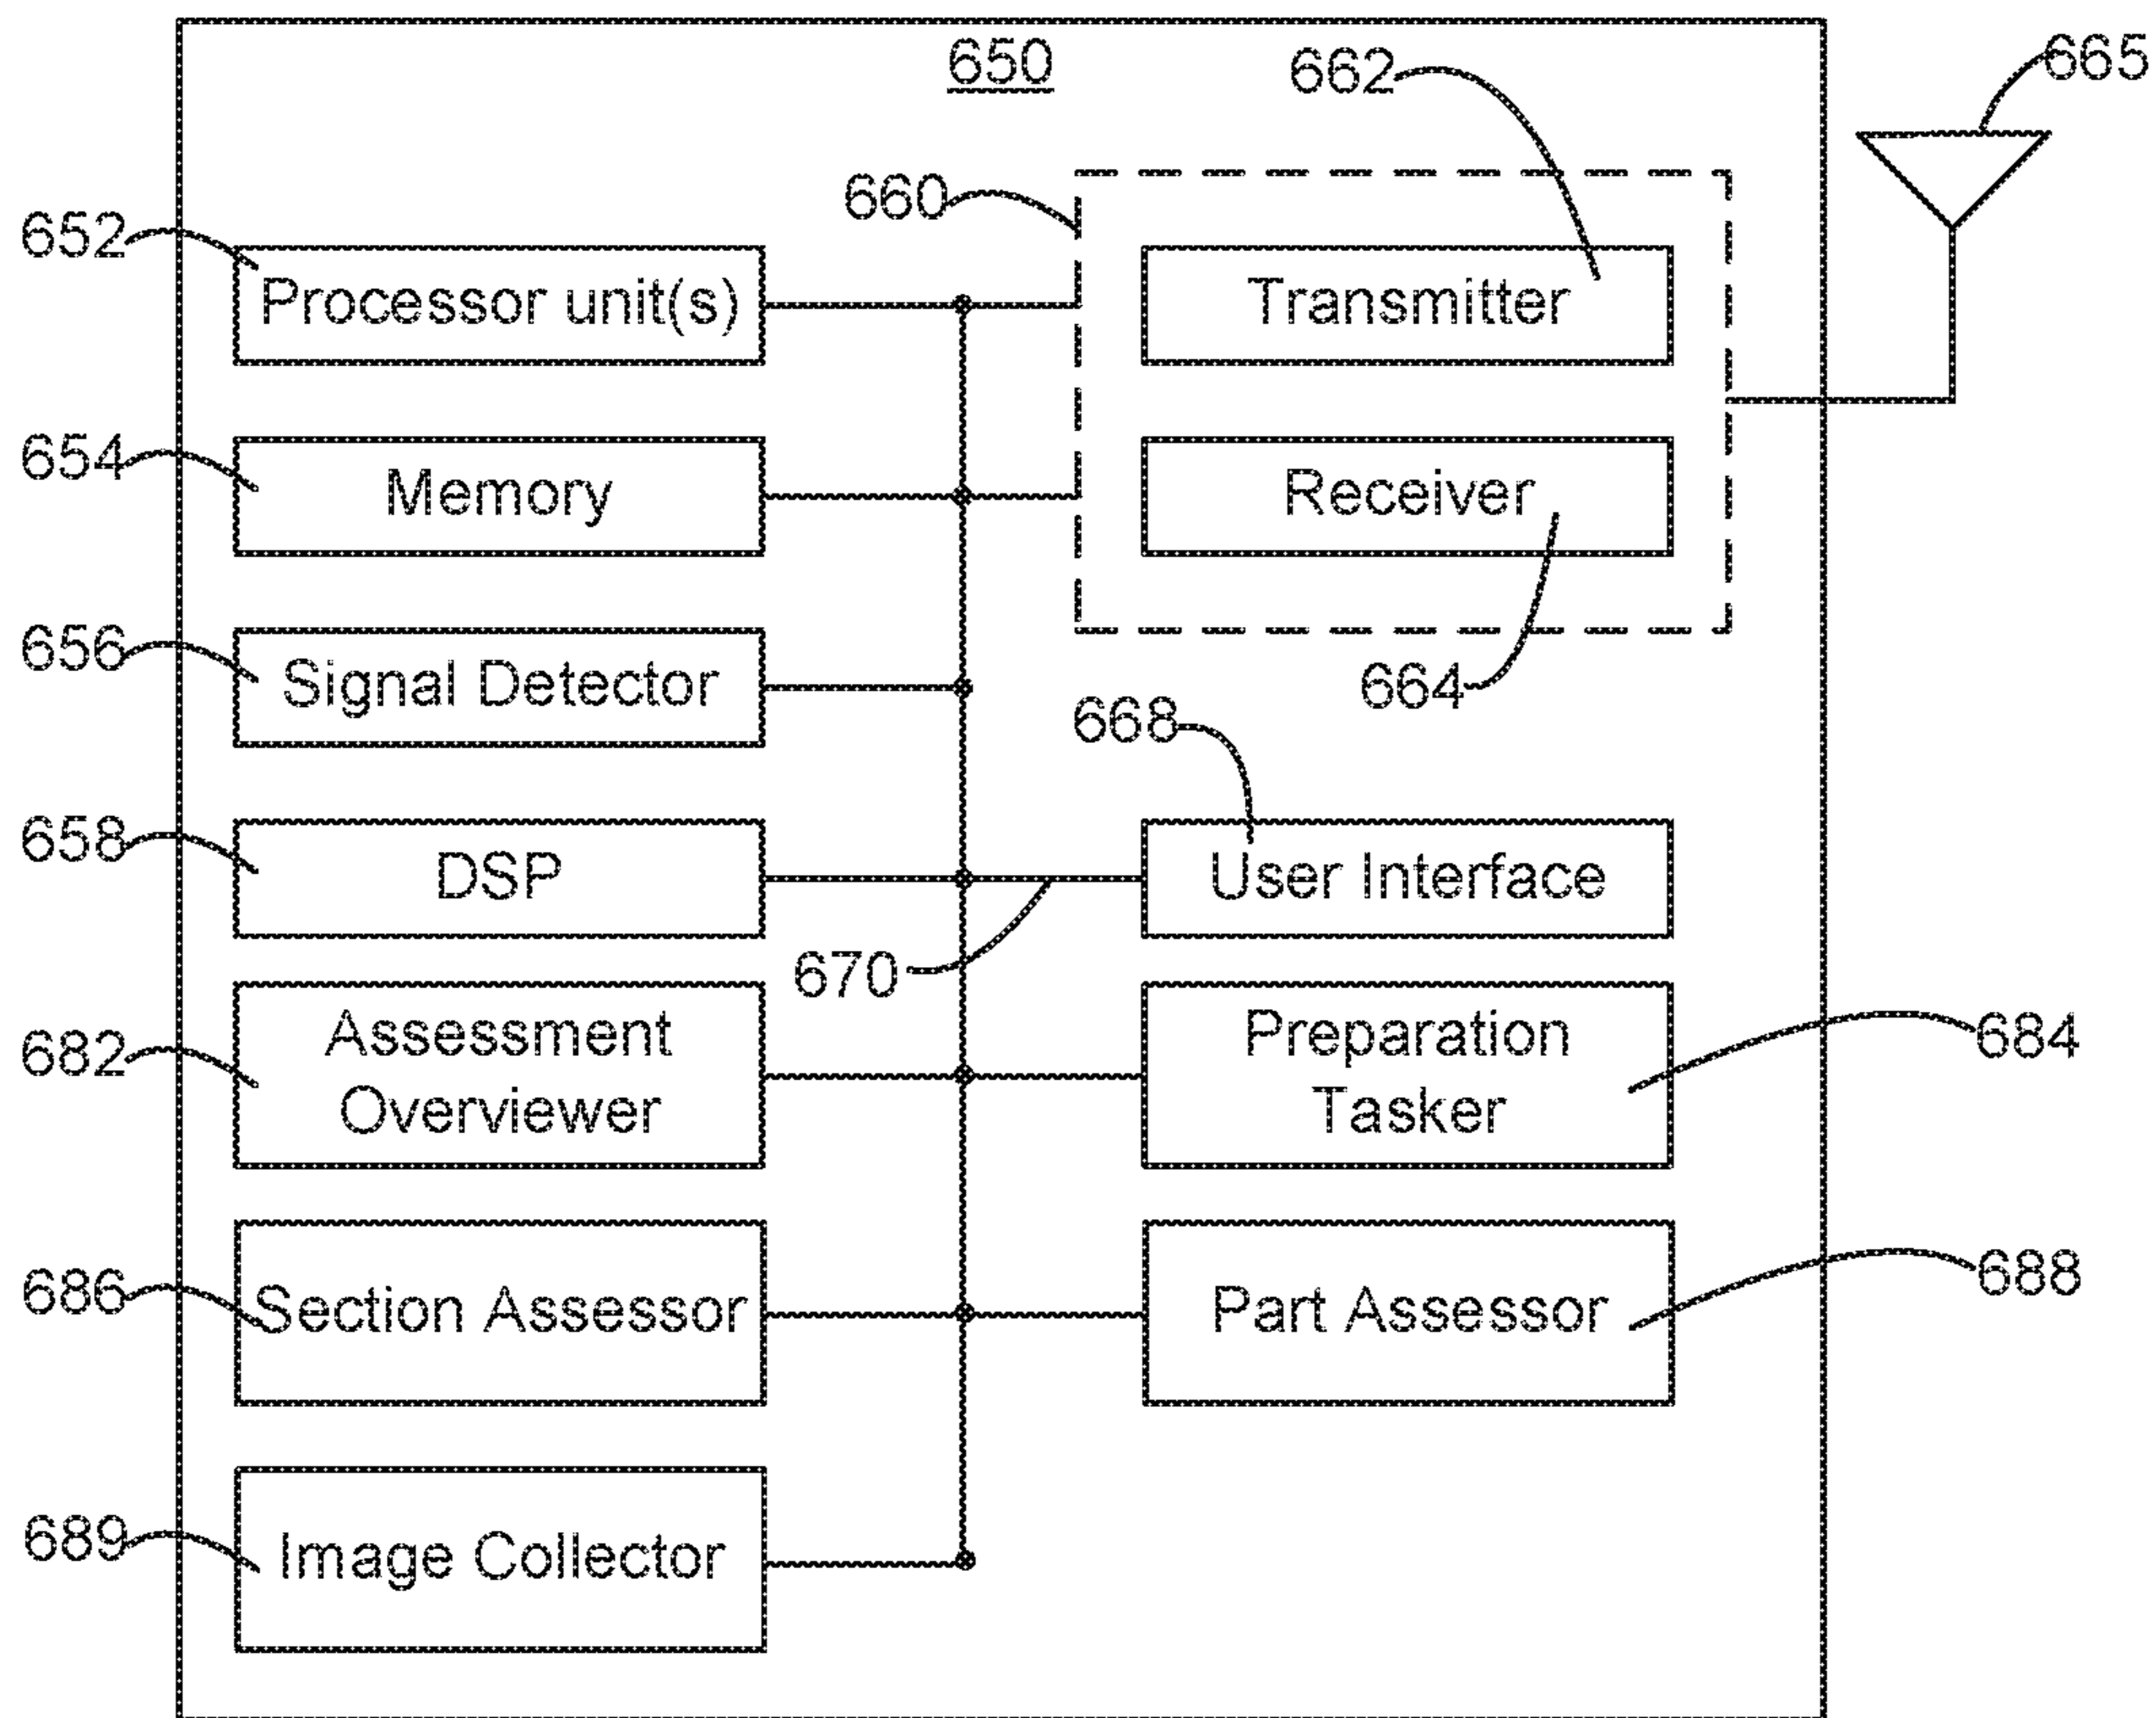 650
662
665
660
652
Processor unit(s)
Transmitter
654
Memory
Receiver
656
Signal Detector
664
668
658
DSP
User Interface
670
682
Assessment
Overviewer
Preparation
Tasker
684
686
Section Assessor
Part Assessor
688
689
Image Collector